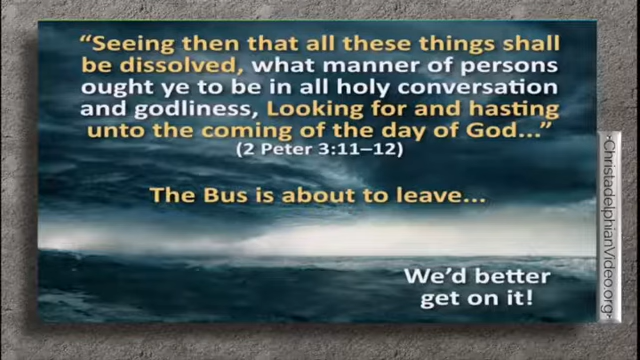 “Seeing then that all these things shall
be dissolved, what manner of persons
ought ye to be in all holy conversation
and godliness, Looking for and hasting
unto the coming of the day of God...”
(2 Peter 3:11–12)
The Bus is about to leave...
We’d better
get on it!
ChristadelphianVideo.org